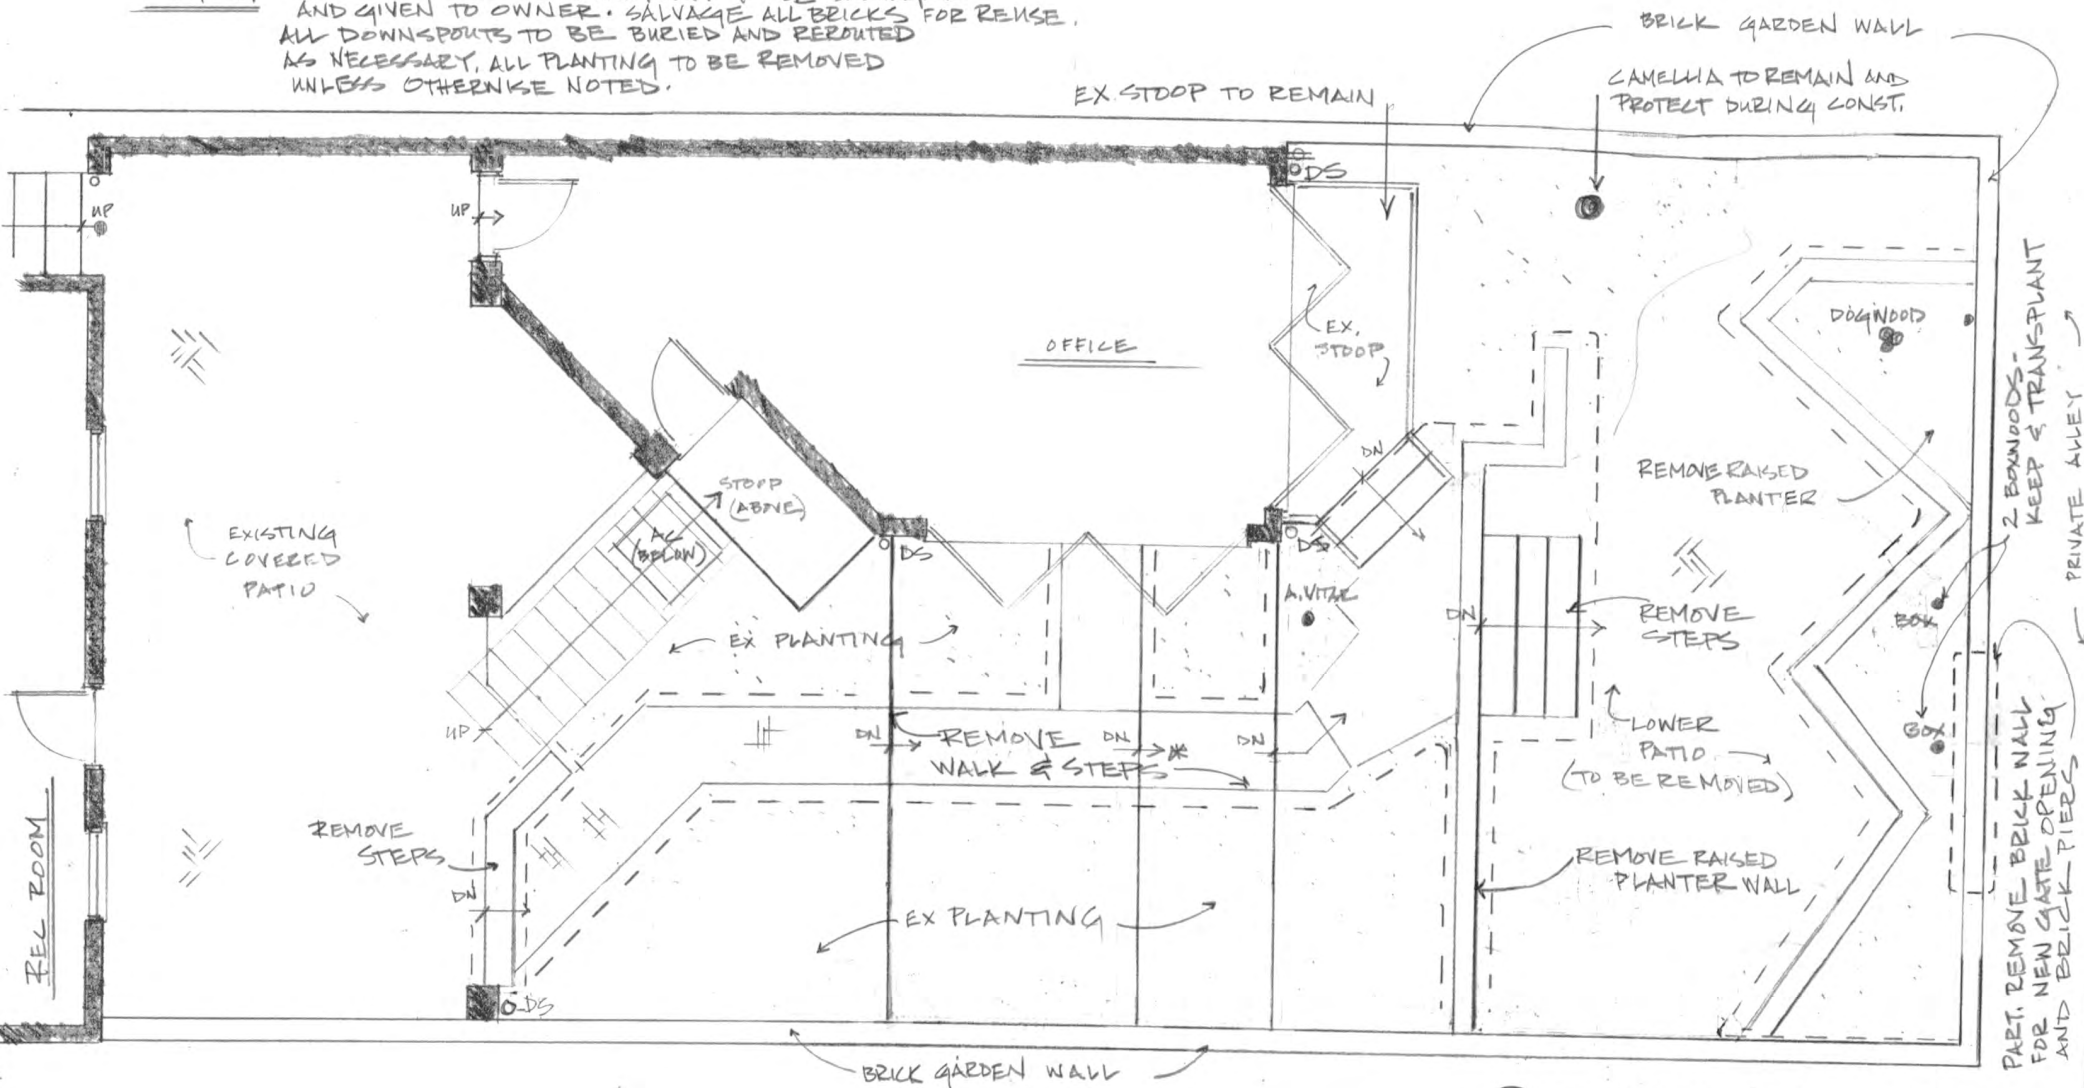 AND GIVEN TO OWNER. SALVAGE ALL BRICKS FOR REUSE.
ALL DOWNSPOUTS TO BE BURIED AND REROUTED
AS NECESSARY, ALL PLANTING TO BE REMOVED
UNLESS OTHERWISE NOTED.
BRICK GARDEN WALL
CAMELLIA TO REMAIN AND
PROTECT DURING CONST.
EX. STOOP TO REMAIN
DS
UP
UP
OFFICE
EX.
STOOP
DOGWOOD
2 BOXWOODS-
KEEP & TRANSPLANT
PRIVATE ALLEY
DN
REMOVE RAISED
PLANTER
STOOP
(ABOVE)
AC
(BELOW)
EXISTING
COVERED
PATIO
DS
DS
A.VITAE
DN
REMOVE
STEPS
BOX
EX PLANTING
UP
DN
REMOVE
WALK & STEPS
DN
*
DN
LOWER
PATIO
(TO BE REMOVED)
BOX
REMOVE
STEPS
DN
REMOVE RAISED
PLANTER WALL
EX PLANTING
REC ROOM
DS
PART. REMOVE BRICK WALL
FOR NEW GATE OPENING
AND BRICK PIERS
BRICK GARDEN WALL